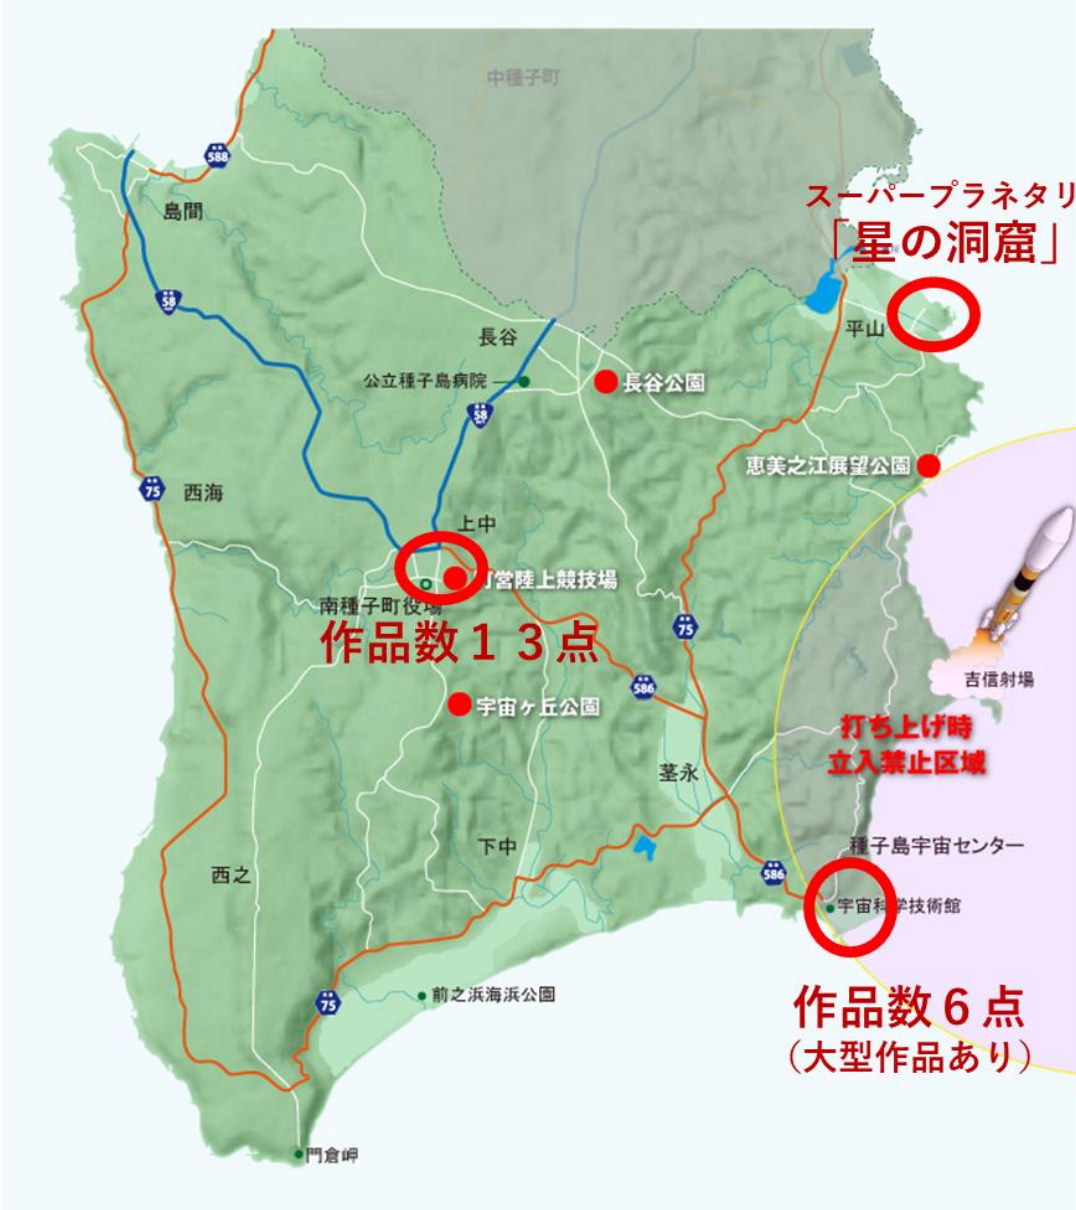 中種子町
588
島間
スーパープラネタリ
「星の洞窟」
58
平山
長谷
公立種子島病院
長谷公園
58
恵美之江展望公園
75
西海
上中
町営陸上競技場
南種子町役場
作品数13点
75
586
吉信射場
宇宙ヶ丘公園
打ち上げ時
立入禁止区域
茎永
下中
種子島宇宙センター
西之
586
宇宙科学技術館
前之浜海浜公園
75
作品数6点
(大型作品あり)
門倉岬